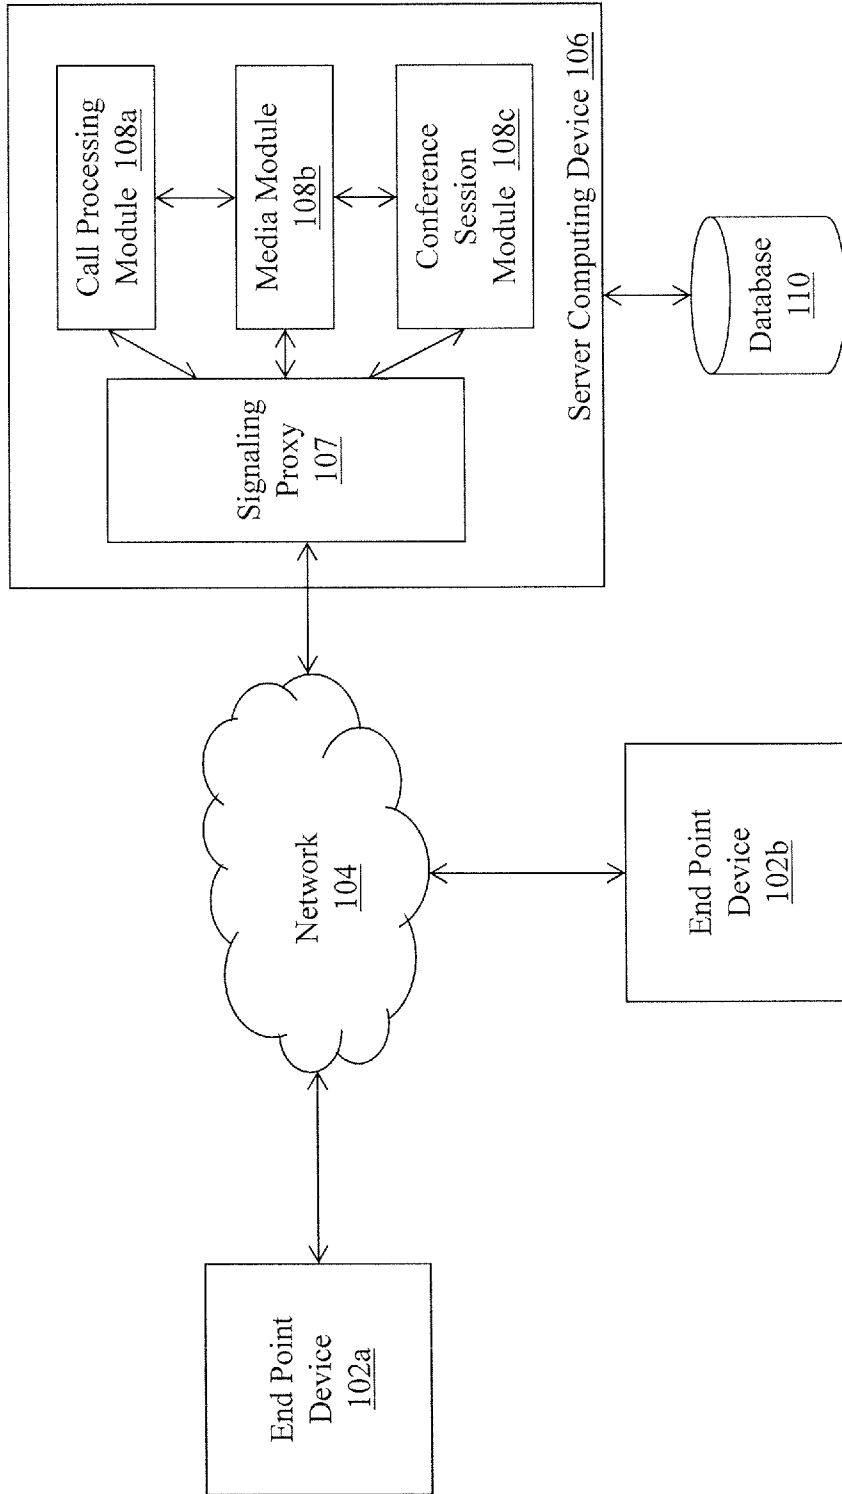 End Point
Device
102a
Network
104
End Point
Device
102b
Signaling
Proxy
107
Call Processing
Module 108a
Media Module
108b
Conference
Session
Module 108c
Server Computing Device 106
Database
110